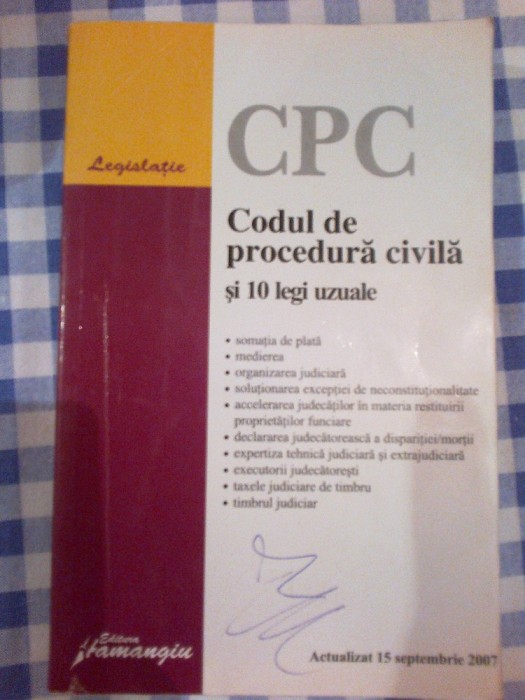 Legislație
CPC
Codul de
procedură civilă
și 10 legi uzuale
• somația de plată
• medierea
• organizarea judiciară
• soluționarea excepției de neconstituționalitate
• accelerarea judecăților în materia restituirii
proprietăților funciare
• declararea judecătorească a dispariției/morții
• expertiza tehnică judiciară și extrajudiciară
• executorii judecătorești
• taxele judiciare de timbru
• timbrul judiciar
Editura
Hamangiu
Actualizat 15 septembrie 2007